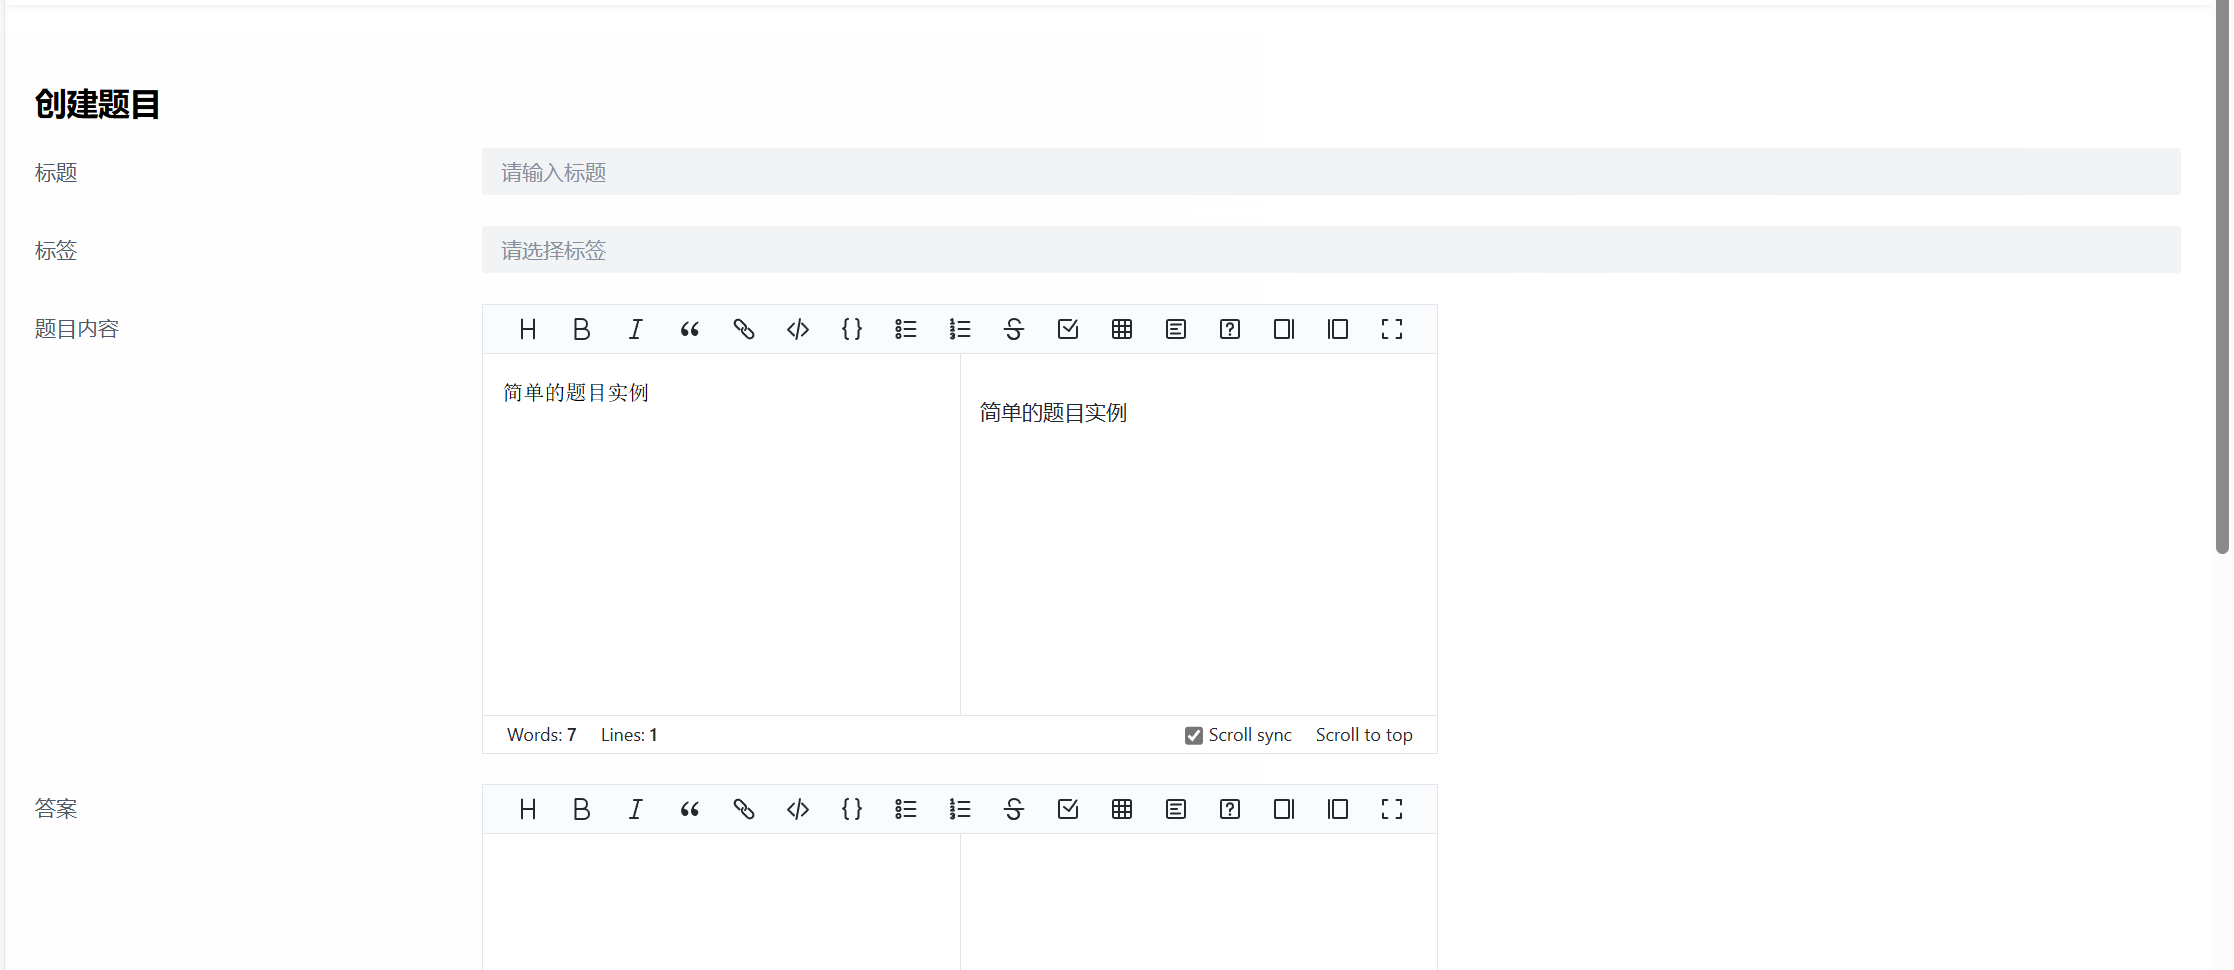 创建题目
标题
请输入标题
标签
请选择标签
题目内容
简单的题目实例
简单的题目实例
Words: 7 Lines: 1 Scroll sync Scroll to top
答案